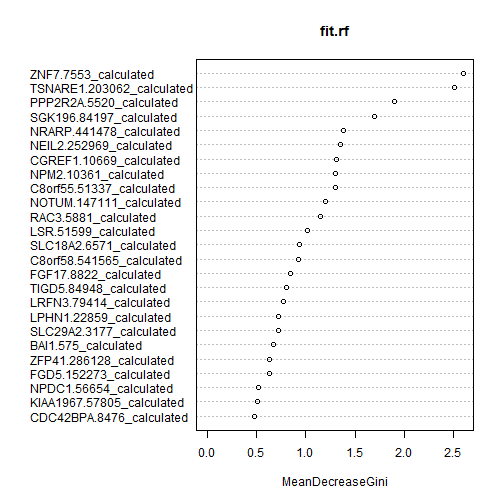 fit.rf
ZNF7.7553_calculated
TSNARE1.203062_calculated
PPP2R2A.5520_calculated
SGK196.84197_calculated
NRARP.441478_calculated
NEIL2.252969_calculated
CGREF1.10669_calculated
NPM2.10361_calculated
C8orf55.51337_calculated
NOTUM.147111_calculated
RAC3.5881_calculated
LSR.51599_calculated
SLC18A2.6571_calculated
C8orf58.541565_calculated
FGF17.8822_calculated
TIGD5.84948_calculated
LRFN3.79414_calculated
LPHN1.22859_calculated
SLC29A2.3177_calculated
BAI1.575_calculated
ZFP41.286128_calculated
FGD5.152273_calculated
NPDC1.56654_calculated
KIAA1967.57805_calculated
CDC42BPA.8476_calculated
0.0 0.5 1.0 1.5 2.0 2.5
MeanDecreaseGini